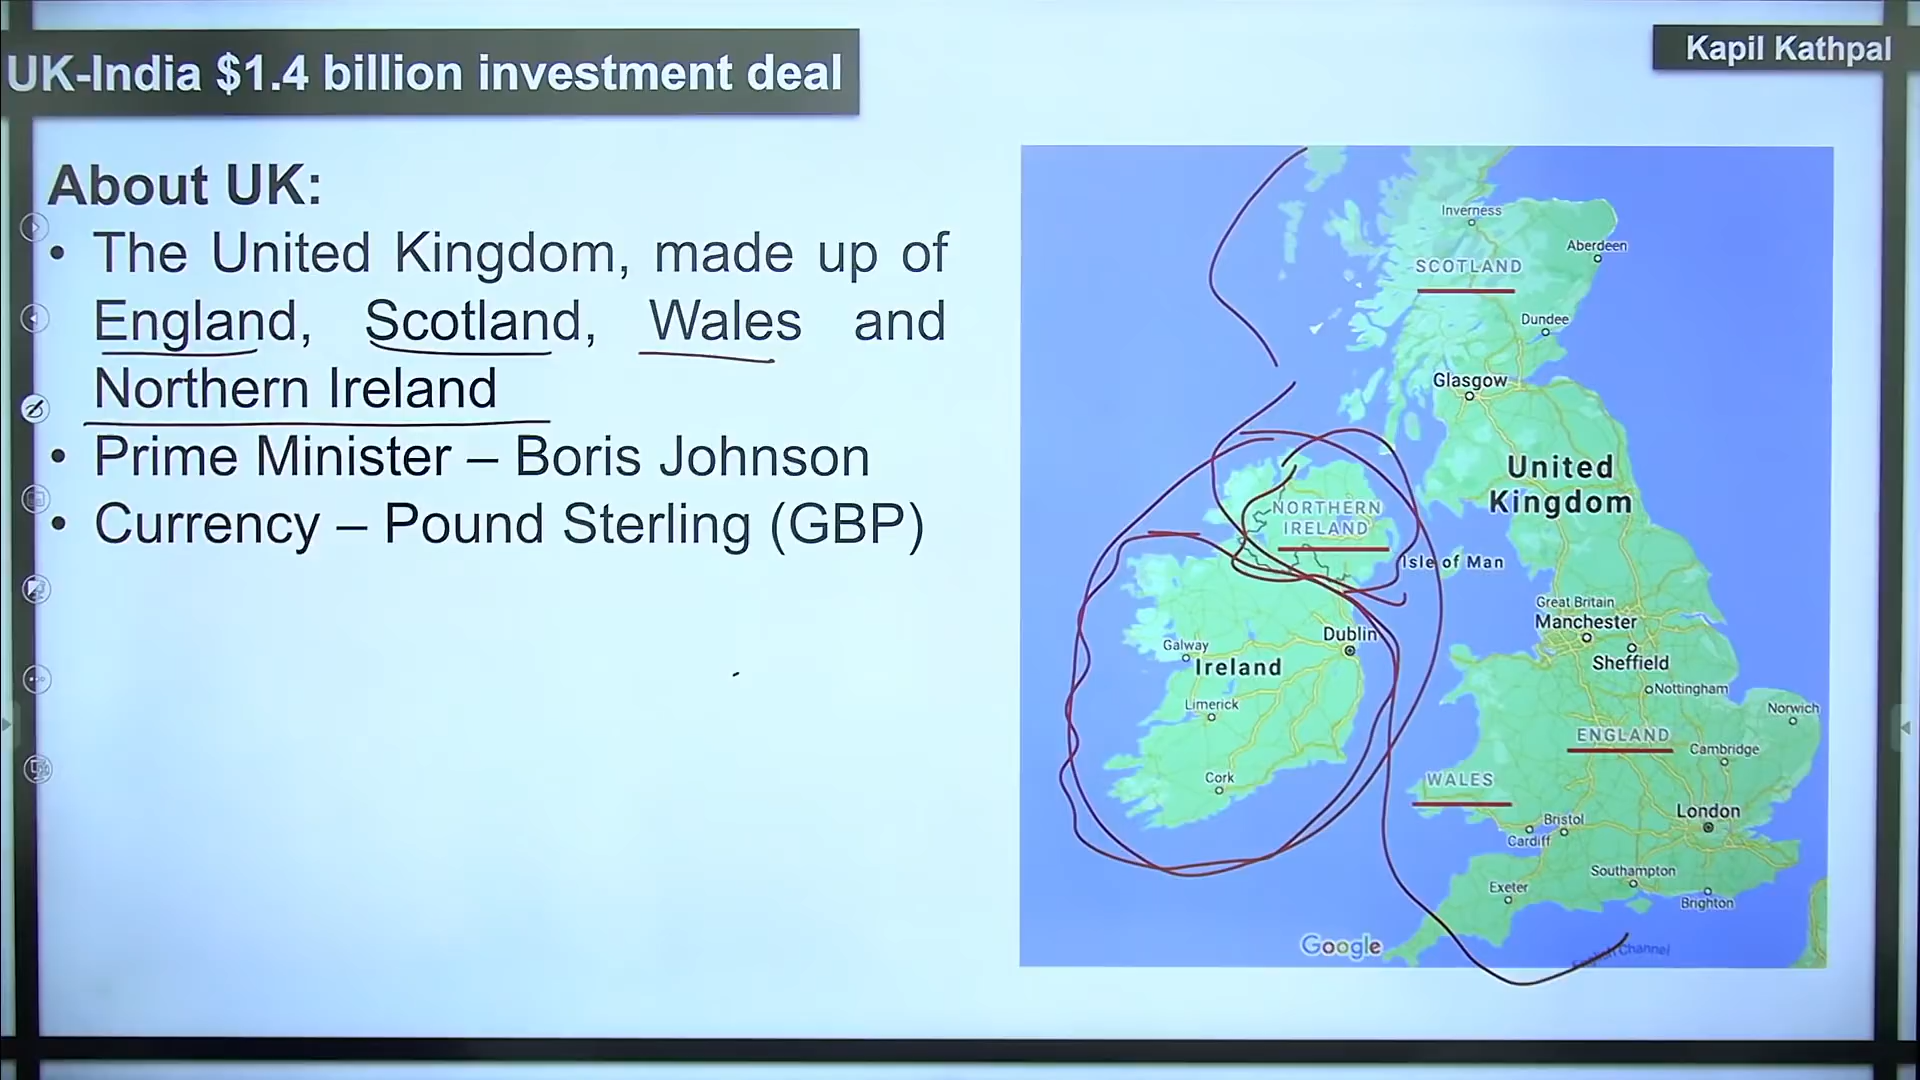 UK-India $1.4 billion investment deal
Kapil Kathpal
About UK:
• The United Kingdom, made up of
England, Scotland, Wales and
Northern Ireland
• Prime Minister – Boris Johnson
• Currency – Pound Sterling (GBP)
Inverness
Aberdeen
SCOTLAND
Dundee
Glasgow
United
Kingdom
NORTHERN
IRELAND
Isle of Man
Great Britain
Manchester
Dublin
Galway
Sheffield
Ireland
Nottingham
Limerick
Norwich
ENGLAND
Cambridge
Cork
WALES
London
Bristol
Cardiff
Southampton
Exeter
Brighton
Google
English Channel